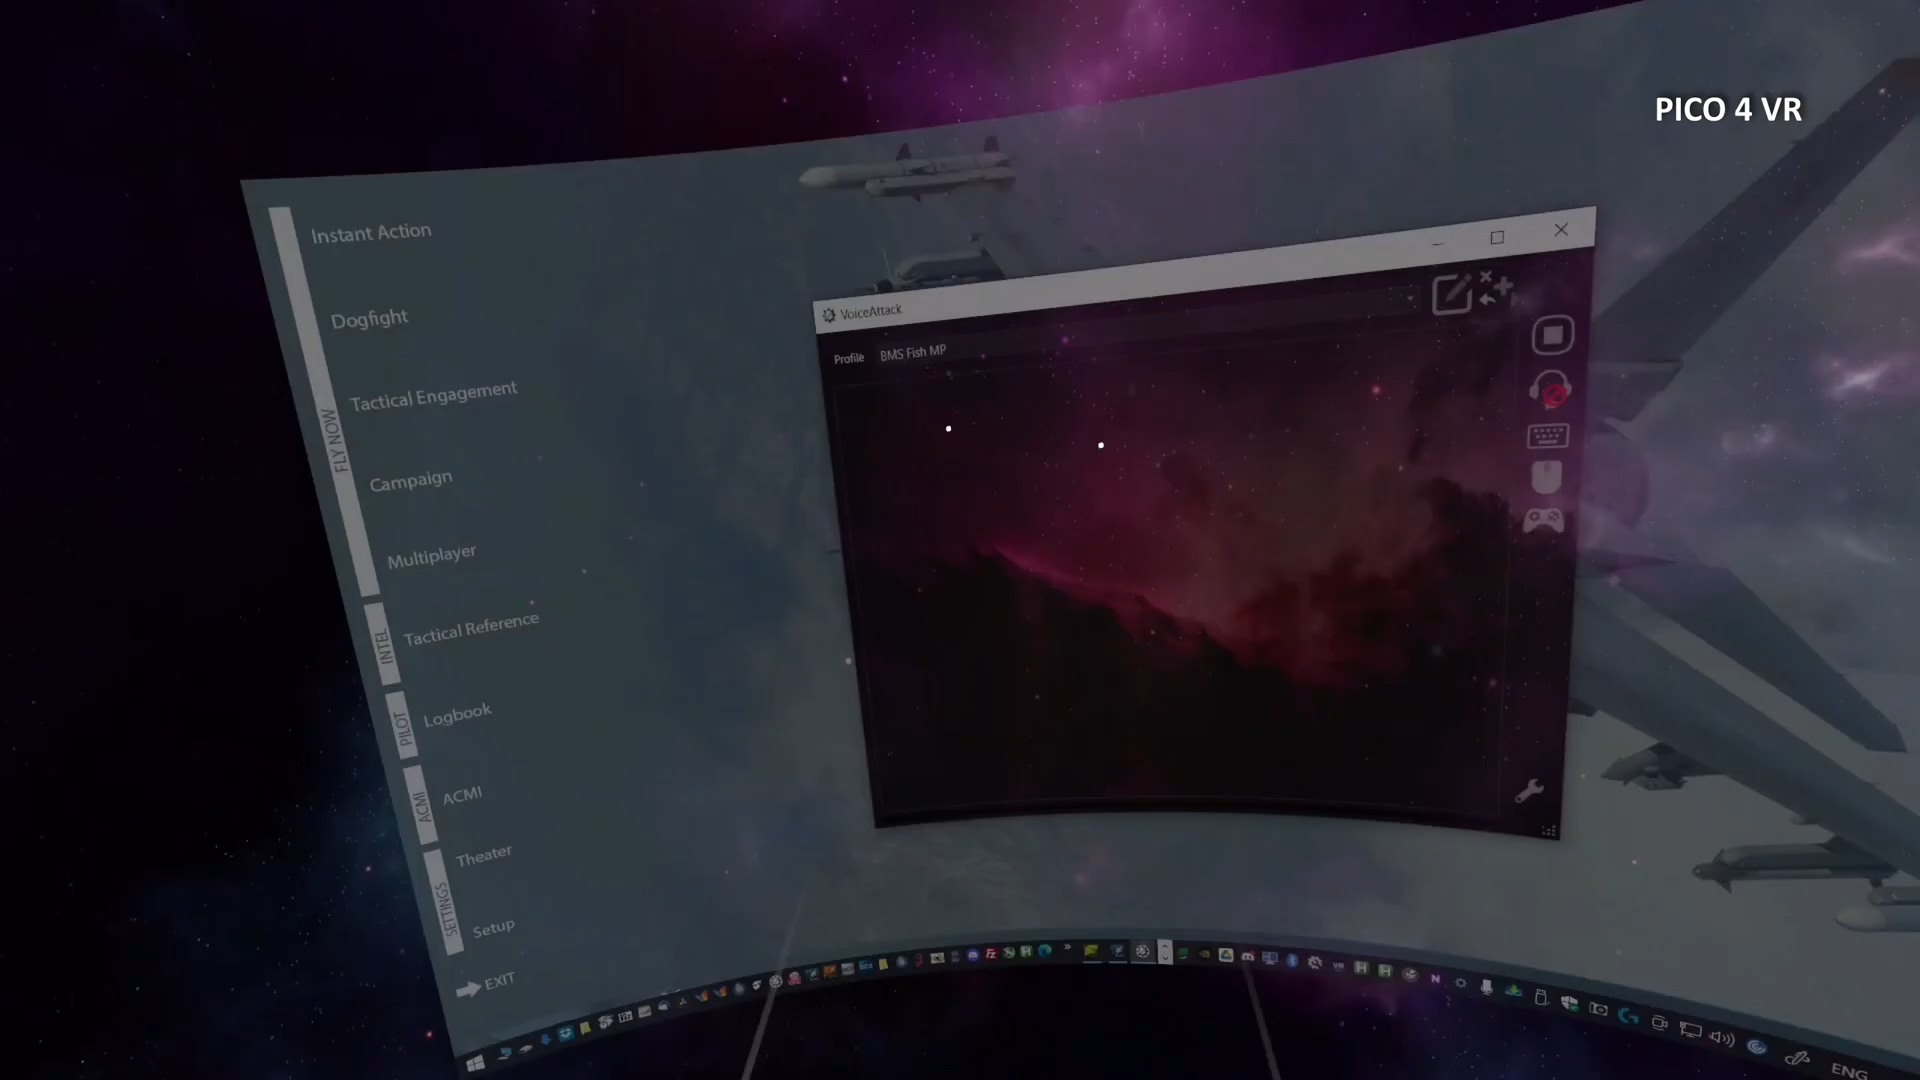 PICO 4 VR
Instant Action
Dogfight
Tactical Engagement
FLY NOW
Campaign
Multiplayer
INTEL
Tactical Reference
PILOT
Logbook
ACMI
ACMI
Theater
SETTINGS
Setup
EXIT
VoiceAttack
Profile BMS Fish MP
ENG